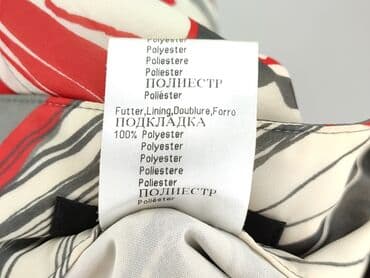 Polyester
Polyester
Poliestere
Poliester
ПОЛИЕСТР
Poliéster
Futter,Lining,Doublure,Forro
ПОДКЛАДКА
100% Polyester
Polyester
Polyester
Poliestere
Poliester
ПОЛИЕСТР
Poliéster